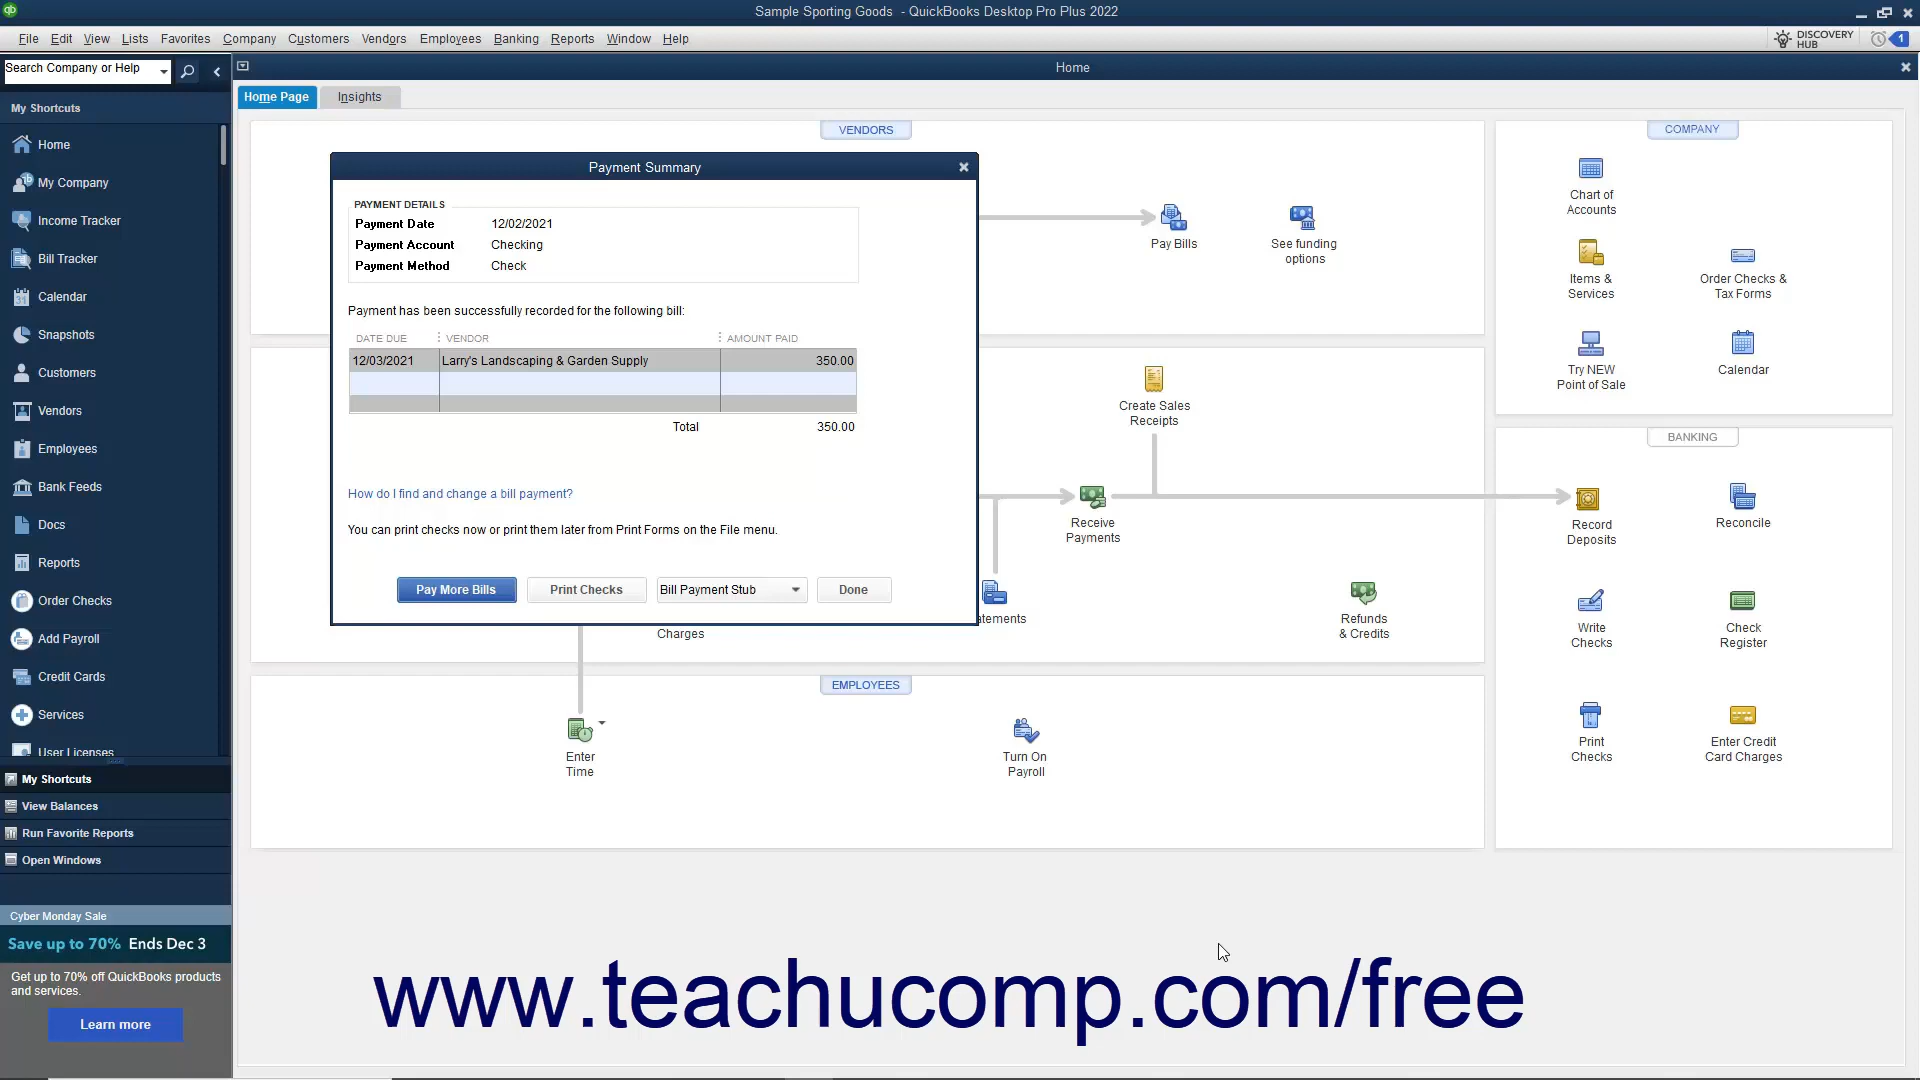 Sample Sporting Goods - QuickBooks Desktop Pro Plus 2022
File Edit View Lists Favorites Company Customers Vendors Employees Banking Reports Window Help
DISCOVERY
HUB
1
Search Company or Help
Home
My Shortcuts
Home
My Company
Income Tracker
Bill Tracker
Calendar
Snapshots
Customers
Vendors
Employees
Bank Feeds
Docs
Reports
Order Checks
Add Payroll
Credit Cards
Services
User Licenses
My Shortcuts
View Balances
Run Favorite Reports
Open Windows
Cyber Monday Sale
Save up to 70% Ends Dec 3
Get up to 70% off QuickBooks products
and services.
Learn more
Home Page Insights
VENDORS
Payment Summary
PAYMENT DETAILS
Payment Date 12/02/2021
Payment Account Checking
Payment Method Check
Payment has been successfully recorded for the following bill:
DATE DUE VENDOR AMOUNT PAID
12/03/2021 Larry's Landscaping & Garden Supply 350.00
Total 350.00
How do I find and change a bill payment?
You can print checks now or print them later from Print Forms on the File menu.
Pay More Bills Print Checks Bill Payment Stub Done
Pay Bills
See funding
options
Create Sales
Receipts
Receive
Payments
Charges
atements
Refunds
& Credits
EMPLOYEES
Enter
Time
Turn On
Payroll
COMPANY
Chart of
Accounts
Items &
Services
Order Checks &
Tax Forms
Try NEW
Point of Sale
Calendar
BANKING
Record
Deposits
Reconcile
Write
Checks
Check
Register
Print
Checks
Enter Credit
Card Charges
www.teachucomp.com/free